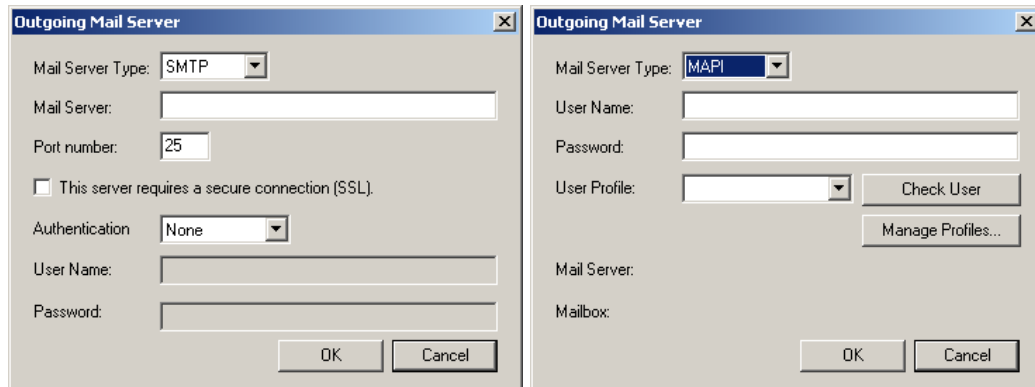 Outgoing Mail Server
Mail Server Type: SMTP
Mail Server:
Port number: 25
This server requires a secure connection (SSL).
Authentication None
User Name:
Password:
OK Cancel
Outgoing Mail Server
Mail Server Type: MAPI
User Name:
Password:
User Profile: Check User
Manage Profiles...
Mail Server:
Mailbox:
OK Cancel